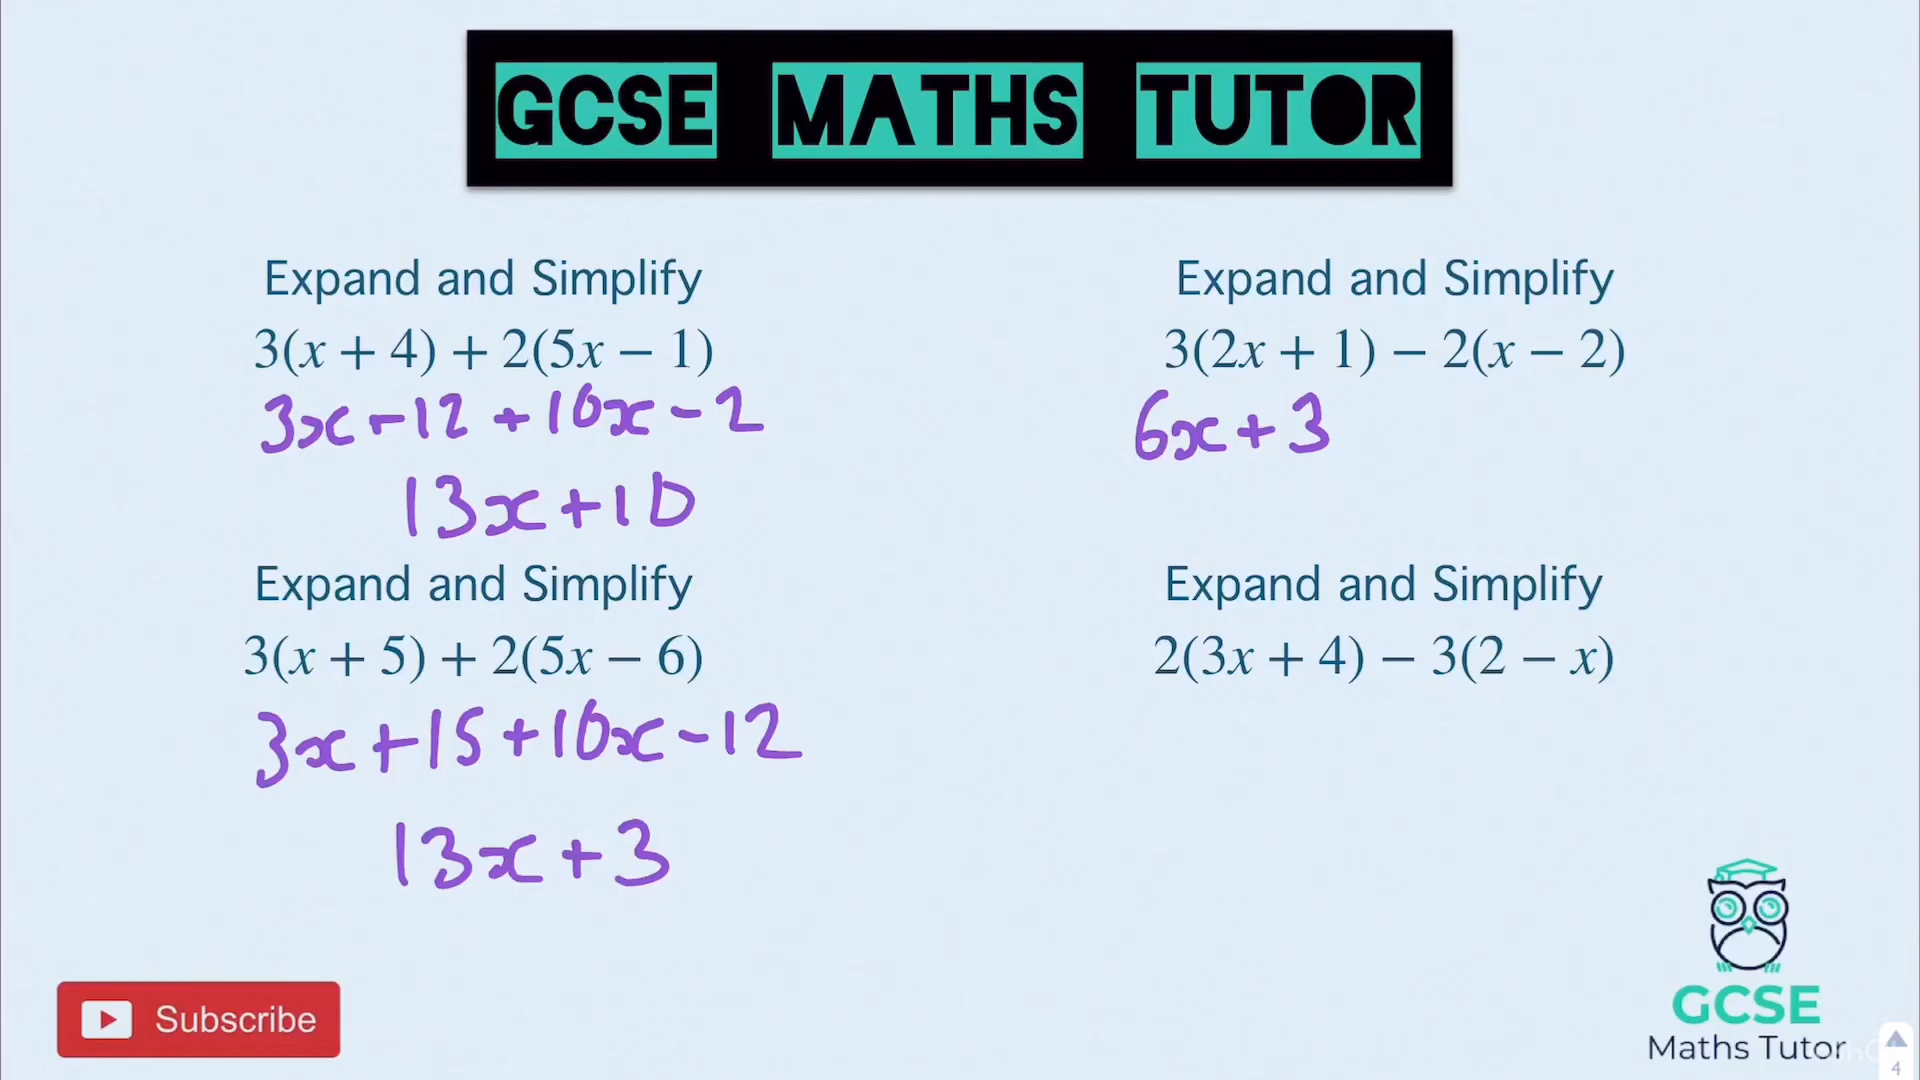 GCSE MATHS TUTOR
Expand and Simplify
3(x + 4) + 2(5x − 1)
3x - 12 + 10x - 2
13x + 10
Expand and Simplify
3(x + 5) + 2(5x − 6)
3x + 15 + 10x - 12
13x + 3
Expand and Simplify
3(2x + 1) − 2(x − 2)
6x + 3
Expand and Simplify
2(3x + 4) − 3(2 − x)
Subscribe
GCSE
Maths Tutor
4